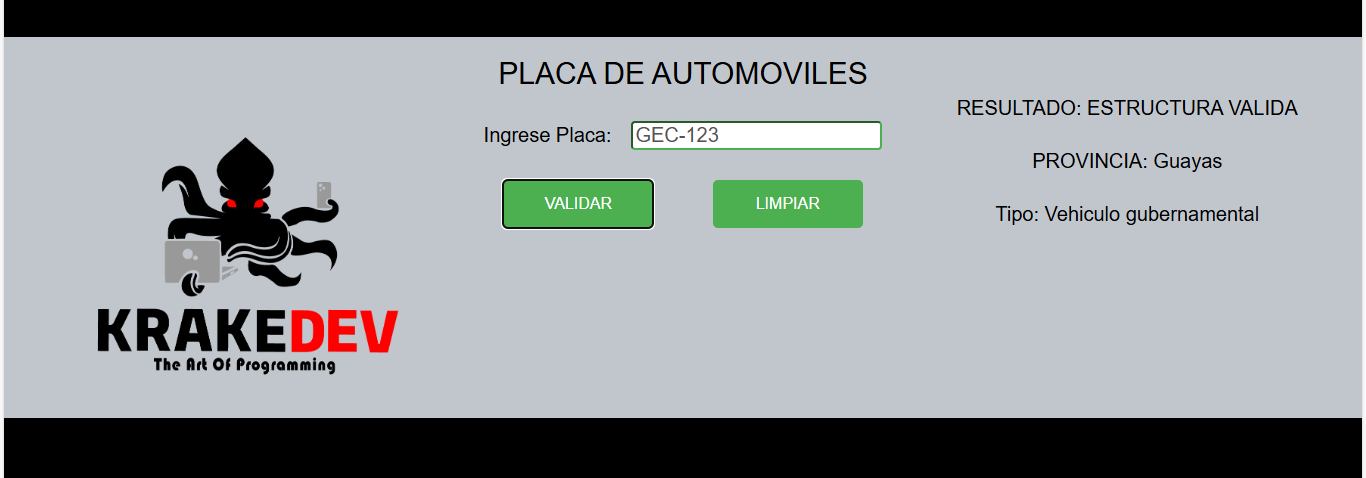 PLACA DE AUTOMOVILES
Ingrese Placa: GEC-123
VALIDAR LIMPIAR
RESULTADO: ESTRUCTURA VALIDA
PROVINCIA: Guayas
Tipo: Vehiculo gubernamental
KRAKEDEV
The Art Of Programming